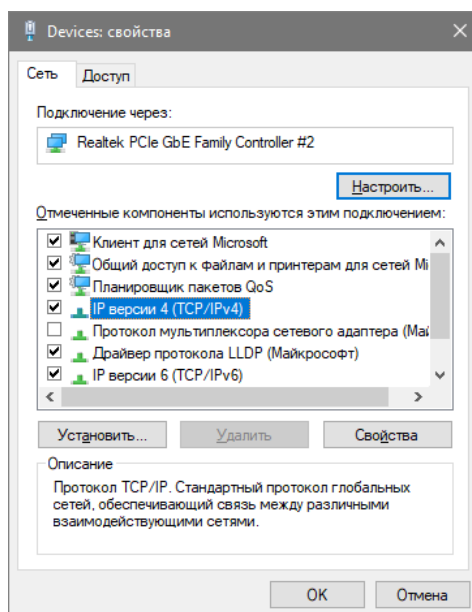 Devices: свойства
Сеть
Доступ
Подключение через:
Realtek PCIe GbE Family Controller #2
Настроить...
Отмеченные компоненты используются этим подключением:
Клиент для сетей Microsoft
Общий доступ к файлам и принтерам для сетей Mi
Планировщик пакетов QoS
IP версии 4 (TCP/IPv4)
Протокол мультиплексора сетевого адаптера (Май
Драйвер протокола LLDP (Майкрософт)
IP версии 6 (TCP/IPv6)
Установить...
Удалить
Свойства
Описание
Протокол TCP/IP. Стандартный протокол глобальных
сетей, обеспечивающий связь между различными
взаимодействующими сетями.
OK
Отмена